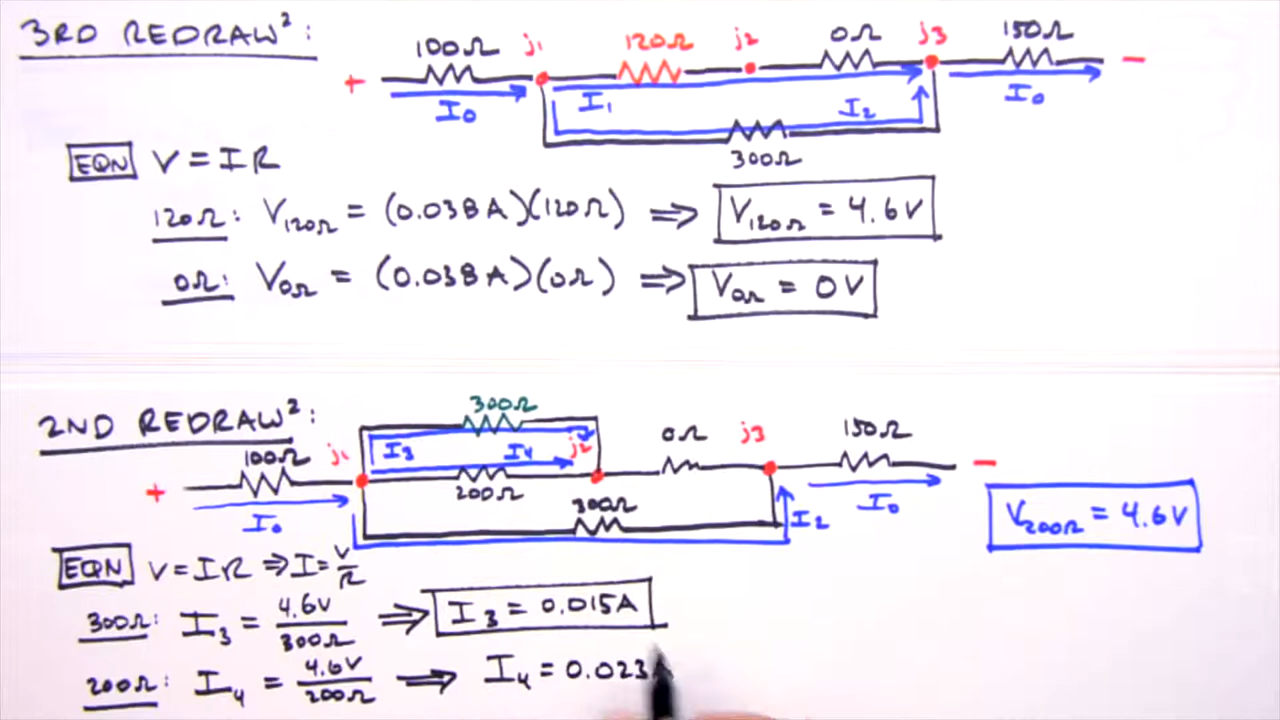 3RD REDRAW²:
100Ω j₁ 120Ω j₂ 0Ω j₃ 150Ω
+ −
I₀ I₁ I₂ I₀
300Ω
EQN V = IR
120Ω: V₁₂₀Ω = (0.038A)(120Ω) ⇒ V₁₂₀Ω = 4.6V
0Ω: V₀Ω = (0.038A)(0Ω) ⇒ V₀Ω = 0V
2ND REDRAW²:
300Ω
100Ω j₁ I₃ I₄ j₂ 0Ω j₃ 150Ω
+ −
200Ω
I₀ 300Ω I₂ I₀ V₂₀₀Ω = 4.6V
EQN V = IR ⇒ I = V/R
300Ω: I₃ = 4.6V/300Ω ⇒ I₃ = 0.015A
200Ω: I₄ = 4.6V/200Ω ⇒ I₄ = 0.023